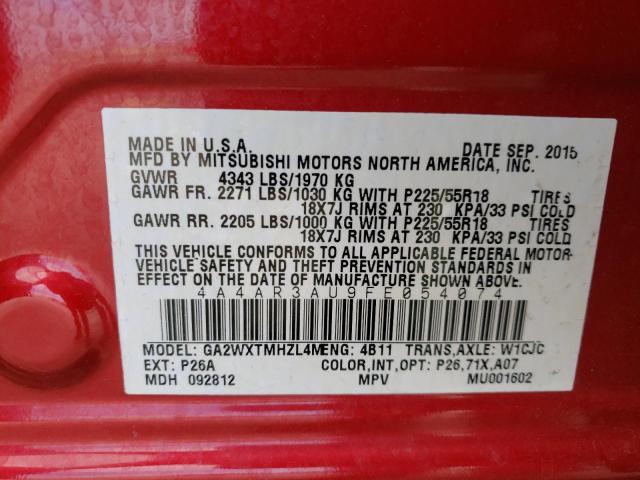 MADE IN U.S.A. DATE SEP. 2015
MFD BY MITSUBISHI MOTORS NORTH AMERICA, INC.
GVWR 4343 LBS/1970 KG
GAWR FR. 2271 LBS/1030 KG WITH P225/55R18 TIRES
18X7J RIMS AT 230 KPA/33 PSI COLD
GAWR RR. 2205 LBS/1000 KG WITH P225/55R18 TIRES
18X7J RIMS AT 230 KPA/33 PSI COLD
THIS VEHICLE CONFORMS TO ALL APPLICABLE FEDERAL MOTOR-
VEHICLE SAFETY AND THEFT PREVENTION STANDARDS IN
EFFECT ON THE DATE OF MANUFACTURE SHOWN ABOVE.
4A4AR3AU9FE054074
MODEL: GA2WXTMHZL4M ENG: 4B11 TRANS,AXLE: W1CJC
EXT: P26A COLOR,INT,OPT: P26,71X,A07
MDH 092812 MPV MU001602